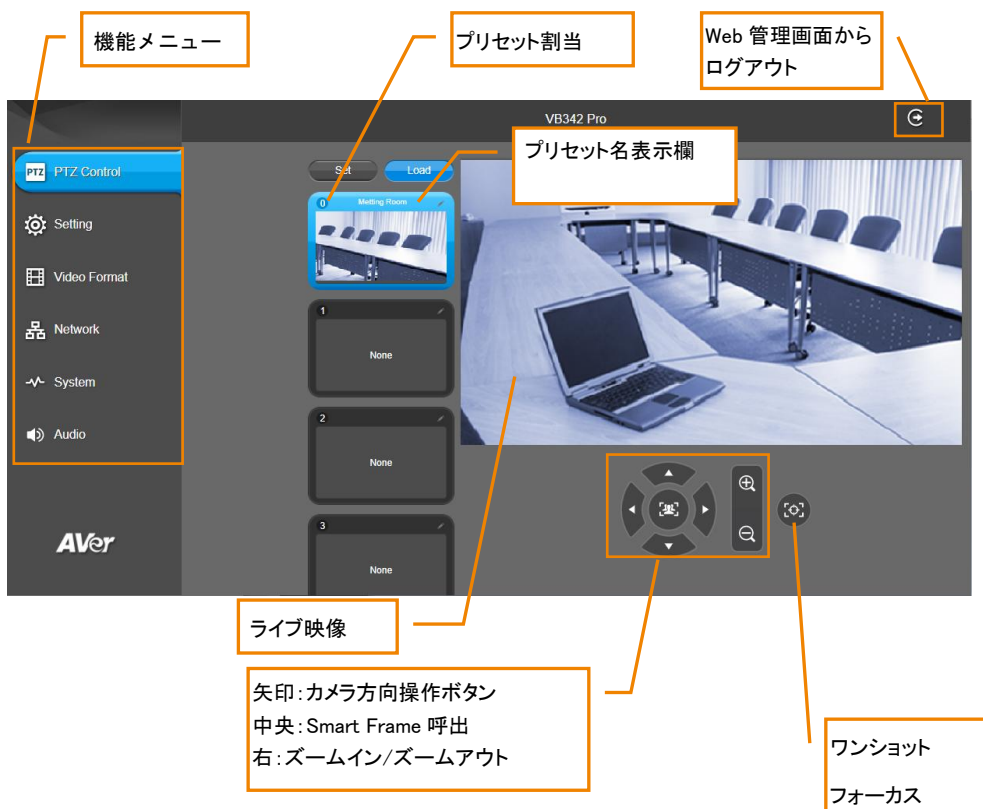 機能メニュー
プリセット割当
Web 管理画面から
ログアウト
VB342 Pro
プリセット名表示欄
PTZ PTZ Control
Setting
Video Format
Network
System
Audio
AVer
Set
Load
0 Metting Room
1
None
2
None
3
None
ライブ映像
矢印:カメラ方向操作ボタン
中央:Smart Frame 呼出
右:ズームイン/ズームアウト
ワンショット
フォーカス